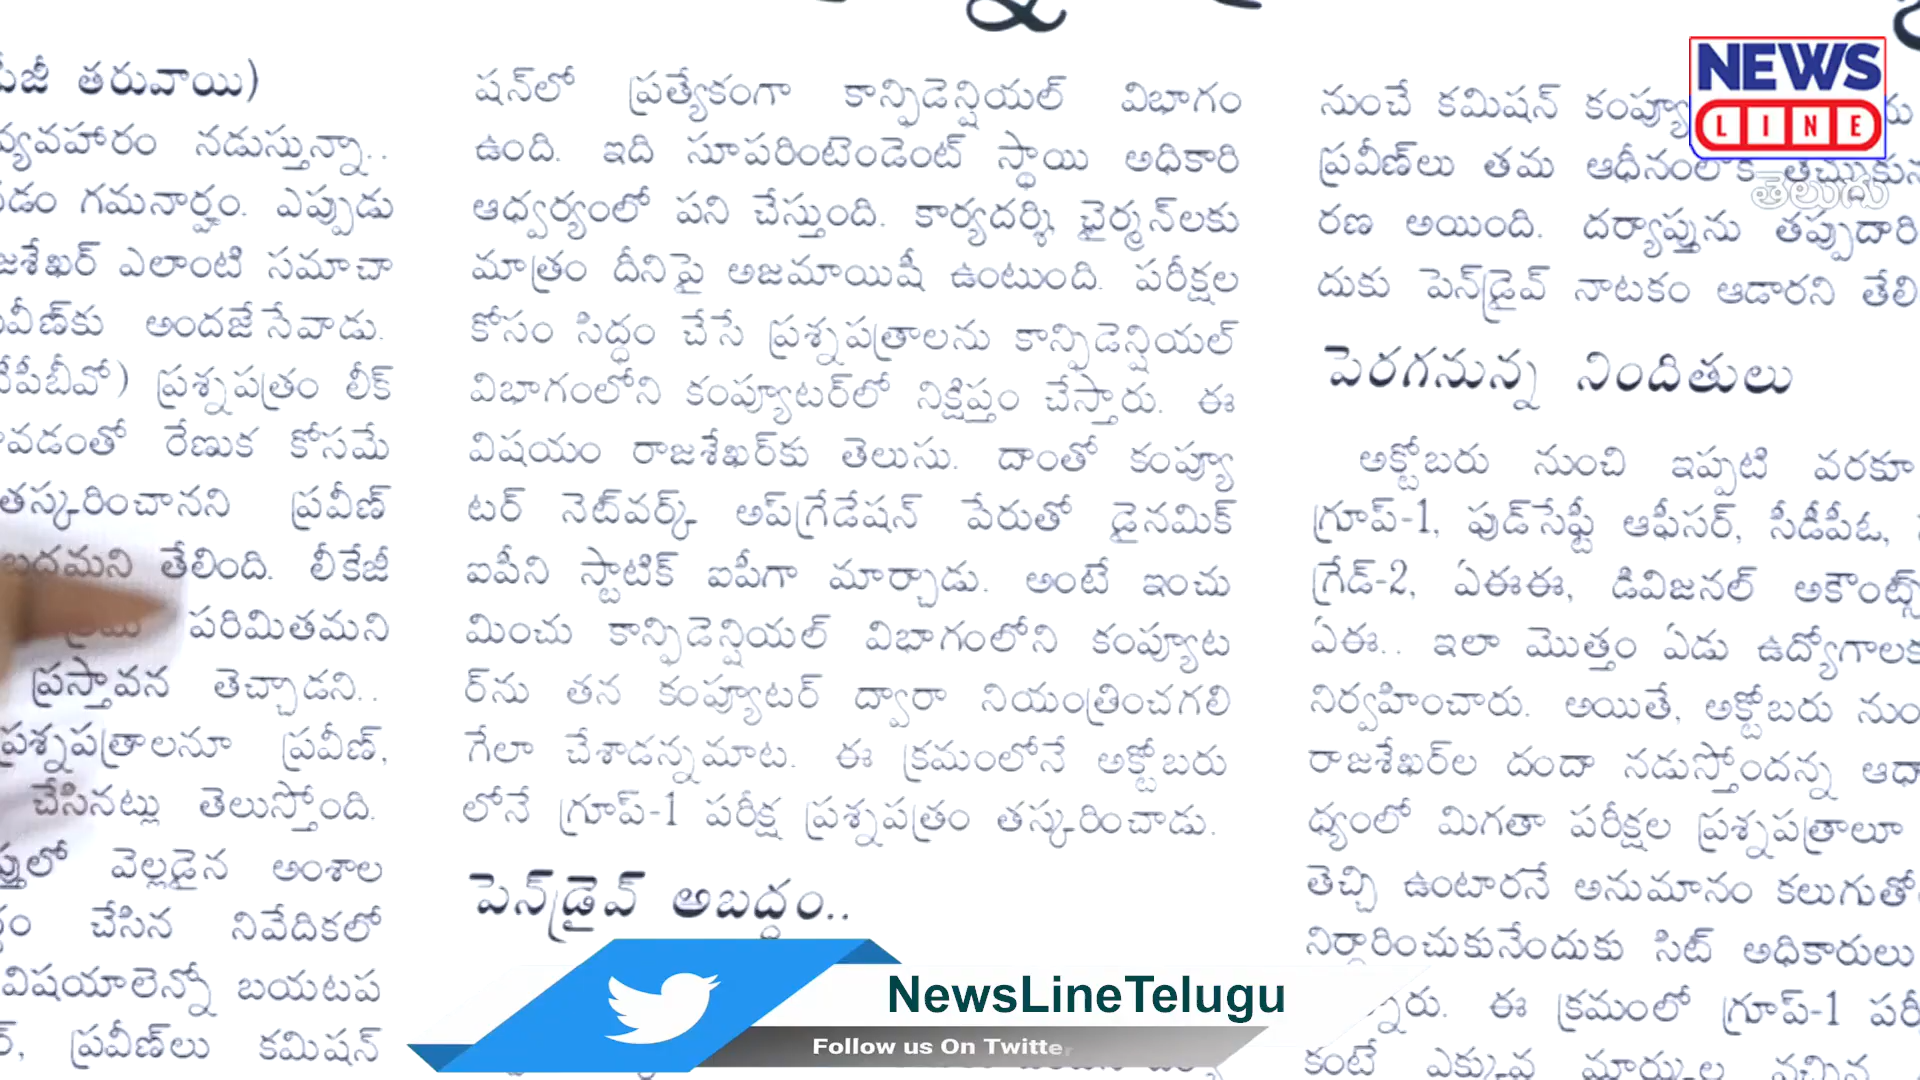 పీజీ తరువాయి)
వ్యవహారం నడుస్తున్నా..
గమనార్హం. ఎప్పుడు
జశేఖర్ ఎలాంటి సమాచా
వీణ్‌కు అందజేసేవాడు.
టీపీబీవో) ప్రశ్నపత్రం లీక్
వడంతో రేణుక కోసమే
తస్కరించానని ప్రవీణ్
బద్ధమని తేలింది. లీకేజీ
పరిమితమని
ప్రస్తావన తెచ్చాడని..
ప్రశ్నపత్రాలనూ ప్రవీణ్,
చేసినట్లు తెలుస్తోంది.
ప్తులో వెల్లడైన అంశాల
చేసిన నివేదికలో
విషయాలెన్నో బయటప
ప్రవీణ్‌లు కమిషన్
షన్‌లో ప్రత్యేకంగా కాన్ఫిడెన్షియల్ విభాగం
ఉంది. ఇది సూపరింటెండెంట్ స్థాయి అధికారి
ఆధ్వర్యంలో పని చేస్తుంది. కార్యదర్శి, ఛైర్మన్‌లకు
మాత్రం దీనిపై అజమాయిషీ ఉంటుంది. పరీక్షల
కోసం సిద్ధం చేసే ప్రశ్నపత్రాలను కాన్ఫిడెన్షియల్
విభాగంలోని కంప్యూటర్‌లో నిక్షిప్తం చేస్తారు. ఈ
విషయం రాజశేఖర్‌కు తెలుసు. దాంతో కంప్యూ
టర్ నెట్‌వర్క్ అప్‌గ్రేడేషన్ పేరుతో డైనమిక్
ఐపీని స్టాటిక్ ఐపీగా మార్చాడు. అంటే ఇంచు
మించు కాన్ఫిడెన్షియల్ విభాగంలోని కంప్యూట
ర్‌ను తన కంప్యూటర్ ద్వారా నియంత్రించగలి
గేలా చేశాడన్నమాట. ఈ క్రమంలోనే అక్టోబరు
లోనే గ్రూప్-1 పరీక్ష ప్రశ్నపత్రం తస్కరించాడు.
పెన్‌డ్రైవ్ అబద్ధం..
నుంచే కమిషన్ కంప్యూ
ప్రవీణ్‌లు తమ ఆధీనంలోకి తెచ్చుకున
రణ అయింది. దర్యాప్తును తప్పుదారి
దుకు పెన్‌డ్రైవ్ నాటకం ఆడారని తేలి
పెరగనున్న నిందితులు
అక్టోబరు నుంచి ఇప్పటి వరకూ
గ్రూప్-1, ఫుడ్‌సేఫ్టీ ఆఫీసర్, సీడీపీఓ,
గ్రేడ్-2, ఏఈఈ, డివిజనల్ అకౌంట్స్
ఏఈ.. ఇలా మొత్తం ఏడు ఉద్యోగాలక
నిర్వహించారు. అయితే, అక్టోబరు నుం
రాజశేఖర్‌ల దందా నడుస్తోందన్న ఆధా
ధ్యంలో మిగతా పరీక్షల ప్రశ్నపత్రాలూ
తెచ్చి ఉంటారనే అనుమానం కలుగుతో
నిర్ధారించుకునేందుకు సిట్ అధికారులు
న్నారు. ఈ క్రమంలో గ్రూప్-1 పరీ
కంటే ఎక్కువ మార్కుల వచ్చిన
NEWS
LINE
తెలుగు
NewsLineTelugu
Follow us On Twitter